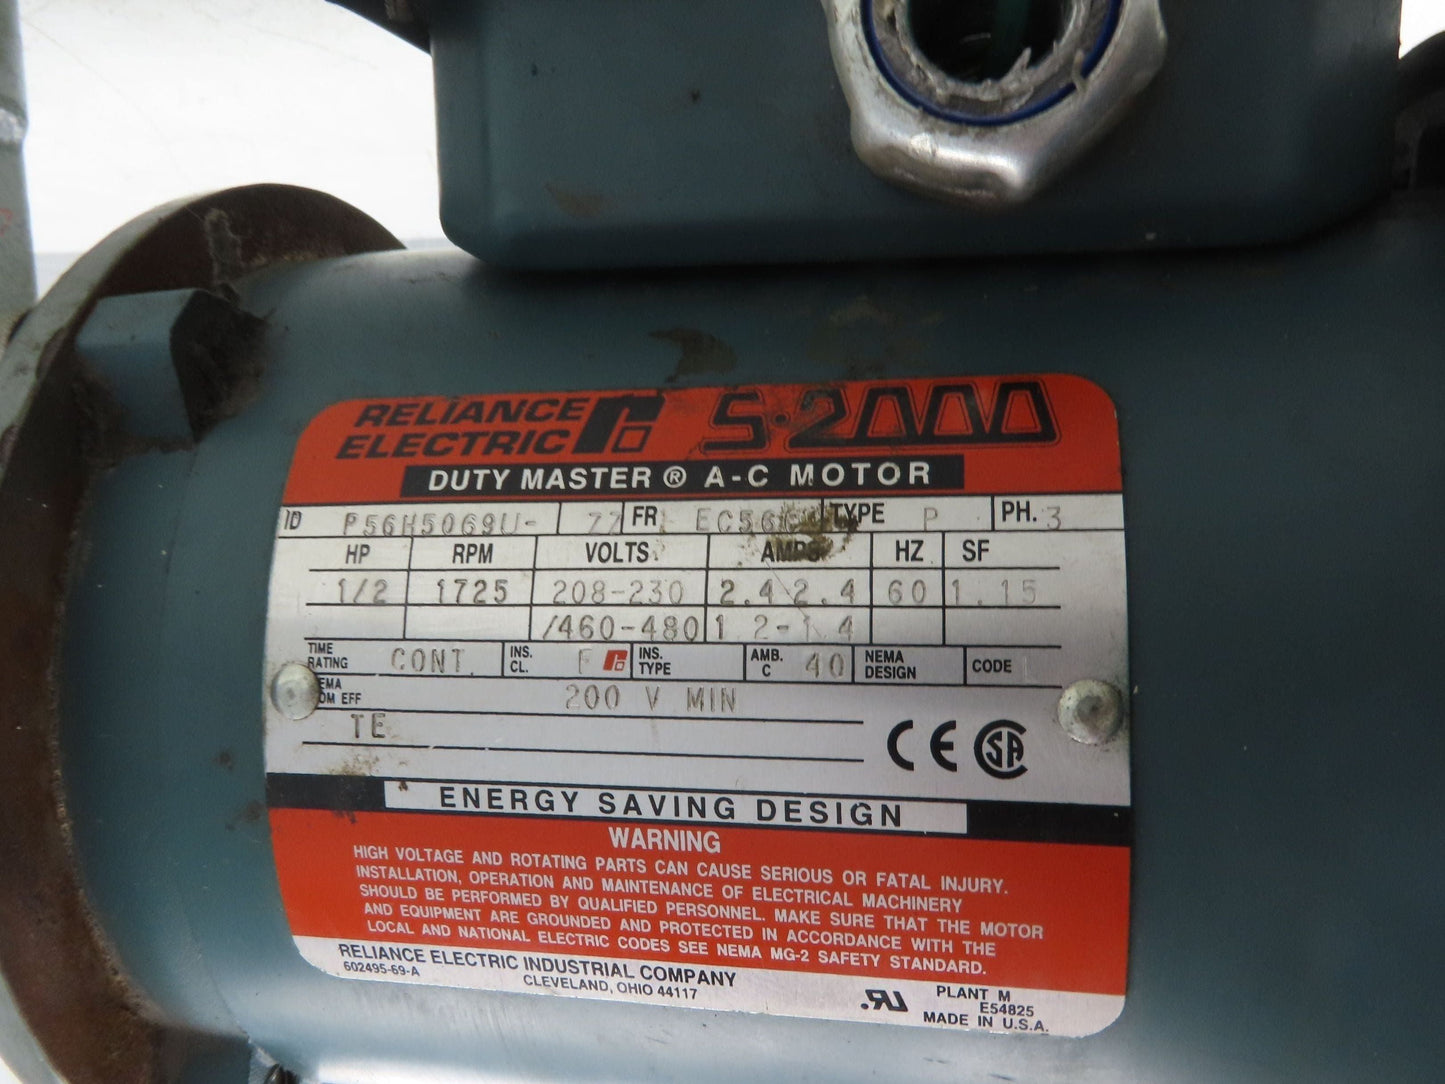 RELIANCE ELECTRIC
S·2000
DUTY MASTER ® A-C MOTOR
ID P56H5069U- ZZ FR TYPE P PH. 3
HP RPM VOLTS AMPS HZ SF
1/2 1725 208-230 2.4 2.4 60 1.15
/460-480 1.2-1.4
TIME RATING CONT. INS. CL. F INS. TYPE AMB. C 40 NEMA DESIGN CODE L
EFF 200 V MIN
TE
CE SA
ENERGY SAVING DESIGN
WARNING
HIGH VOLTAGE AND ROTATING PARTS CAN CAUSE SERIOUS OR FATAL INJURY.
INSTALLATION, OPERATION AND MAINTENANCE OF ELECTRICAL MACHINERY
SHOULD BE PERFORMED BY QUALIFIED PERSONNEL. MAKE SURE THAT THE MOTOR
AND EQUIPMENT ARE GROUNDED AND PROTECTED IN ACCORDANCE WITH THE
LOCAL AND NATIONAL ELECTRIC CODES SEE NEMA MG-2 SAFETY STANDARD.
RELIANCE ELECTRIC INDUSTRIAL COMPANY
602495-69-A
CLEVELAND, OHIO 44117
PLANT M
E54825
MADE IN U.S.A.